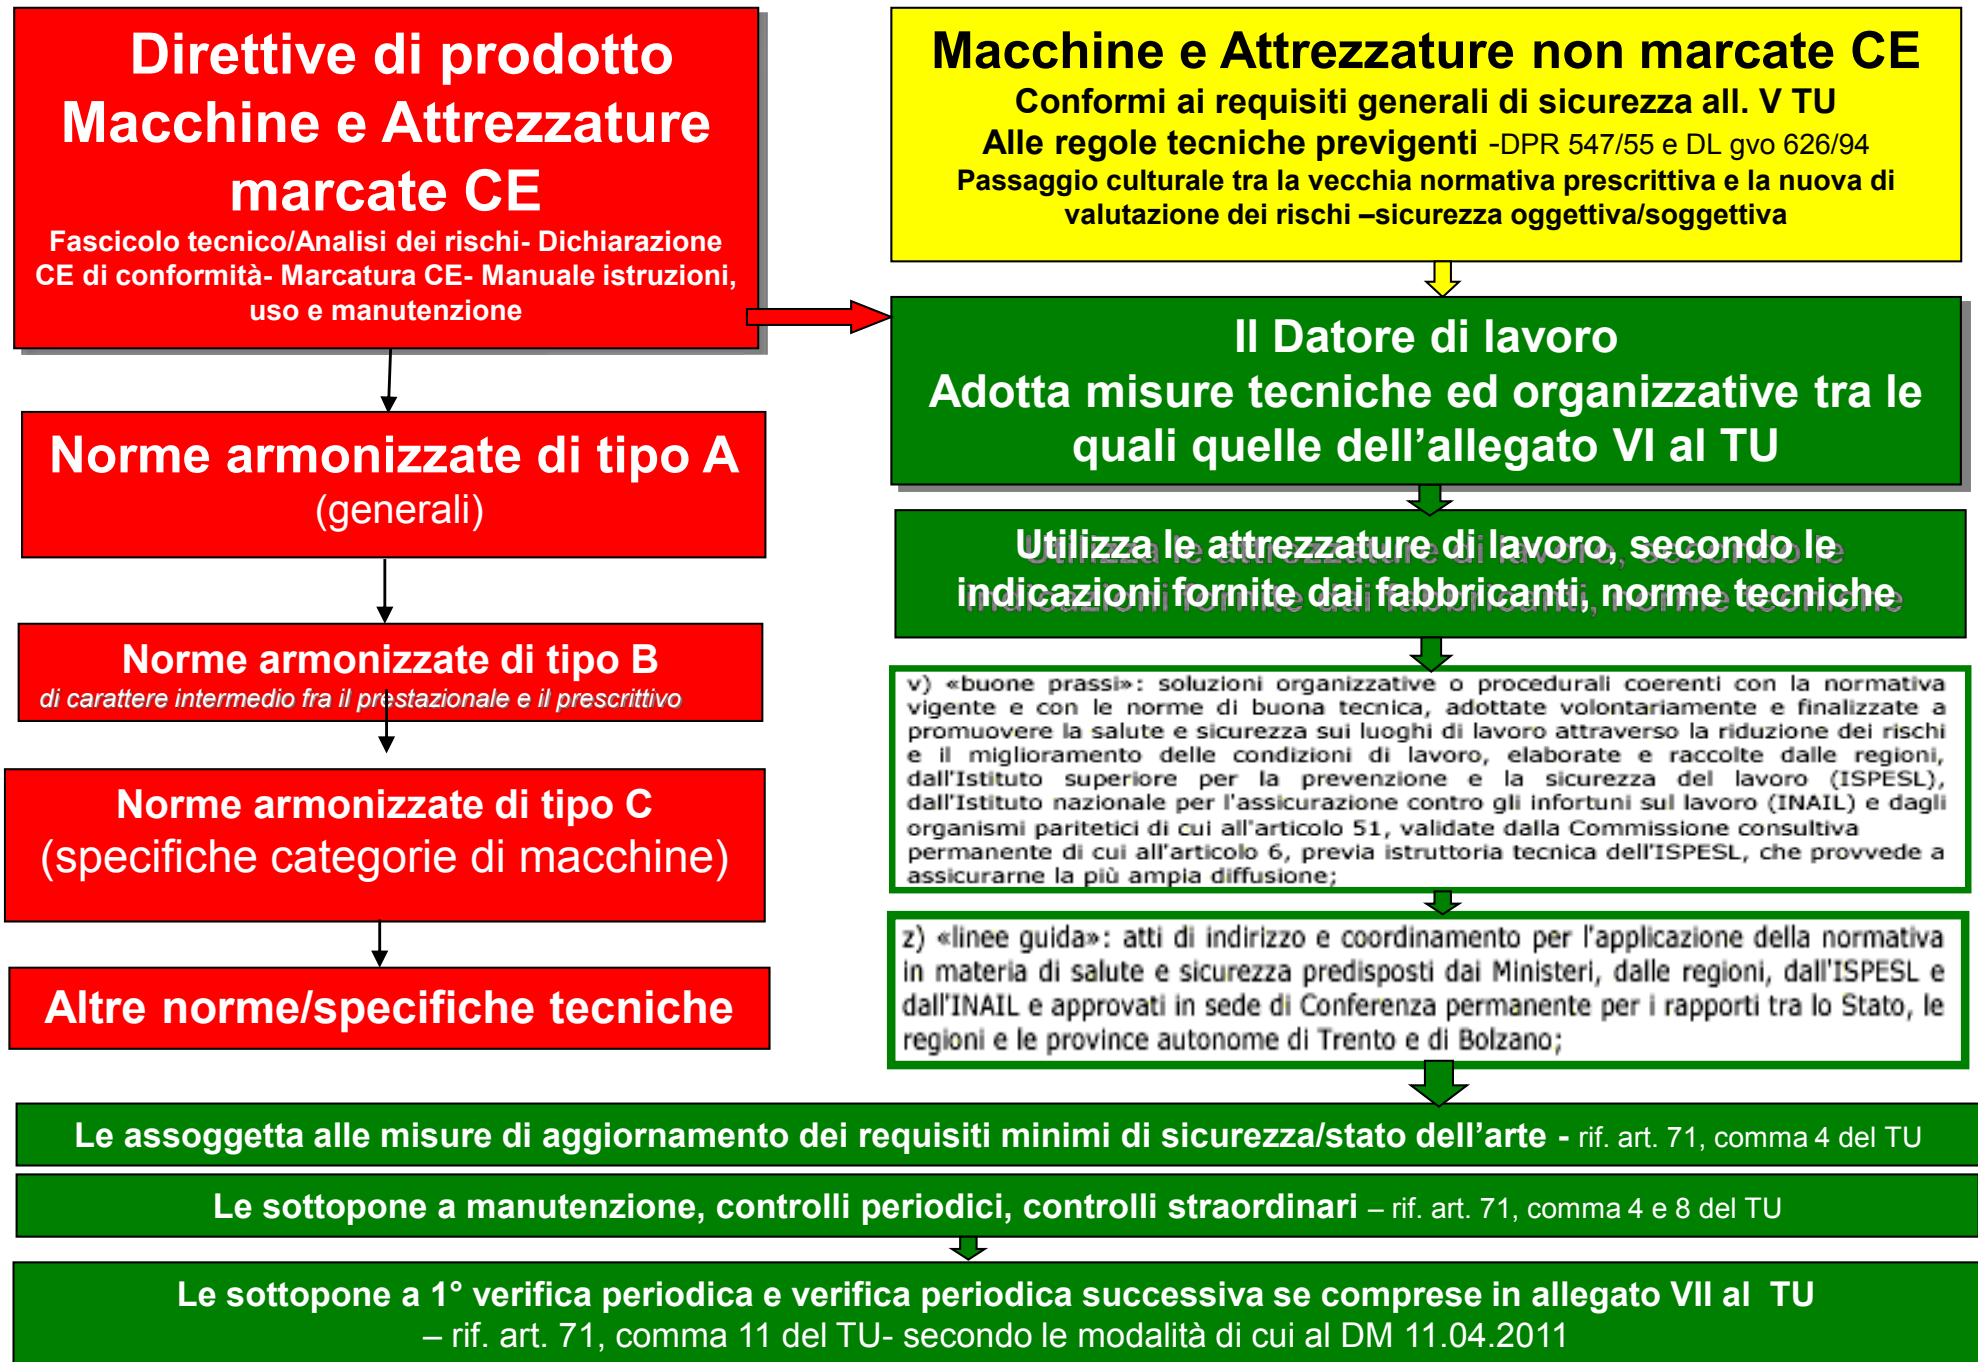 Direttive di prodotto
Macchine e Attrezzature
marcate CE
Fascicolo tecnico/Analisi dei rischi- Dichiarazione
CE di conformità- Marcatura CE- Manuale istruzioni,
uso e manutenzione
Norme armonizzate di tipo A
(generali)
Norme armonizzate di tipo B
di carattere intermedio fra il prestazionale e il prescrittivo
Norme armonizzate di tipo C
(specifiche categorie di macchine)
Altre norme/specifiche tecniche
Macchine e Attrezzature non marcate CE
Conformi ai requisiti generali di sicurezza all. V TU
Alle regole tecniche previgenti -DPR 547/55 e DL gvo 626/94
Passaggio culturale tra la vecchia normativa prescrittiva e la nuova di
valutazione dei rischi –sicurezza oggettiva/soggettiva
Il Datore di lavoro
Adotta misure tecniche ed organizzative tra le
quali quelle dell’allegato VI al TU
Utilizza le attrezzature di lavoro, secondo le
indicazioni formite dai fabbricanti, norme tecniche
v) «buone prassi»: soluzioni organizzative o procedurali coerenti con la normativa
vigente e con le norme di buona tecnica, adottate volontariamente e finalizzate a
promuovere la salute e sicurezza sui luoghi di lavoro attraverso la riduzione dei rischi
e il miglioramento delle condizioni di lavoro, elaborate e raccolte dalle regioni,
dall'Istituto superiore per la prevenzione e la sicurezza del lavoro (ISPESL),
dall'Istituto nazionale per l'assicurazione contro gli infortuni sul lavoro (INAIL) e dagli
organismi paritetici di cui all'articolo 51, validate dalla Commissione consultiva
permanente di cui all'articolo 6, previa istruttoria tecnica dell'ISPESL, che provvede a
assicurarne la più ampia diffusione;
z) «linee guida»: atti di indirizzo e coordinamento per l'applicazione della normativa
in materia di salute e sicurezza predisposti dai Ministeri, dalle regioni, dall'ISPESL e
dall'INAIL e approvati in sede di Conferenza permanente per i rapporti tra lo Stato, le
regioni e le province autonome di Trento e di Bolzano;
Le assoggetta alle misure di aggiornamento dei requisiti minimi di sicurezza/stato dell’arte - rif. art. 71, comma 4 del TU
Le sottopone a manutenzione, controlli periodici, controlli straordinari – rif. art. 71, comma 4 e 8 del TU
Le sottopone a 1° verifica periodica e verifica periodica successiva se comprese in allegato VII al TU
– rif. art. 71, comma 11 del TU- secondo le modalità di cui al DM 11.04.2011